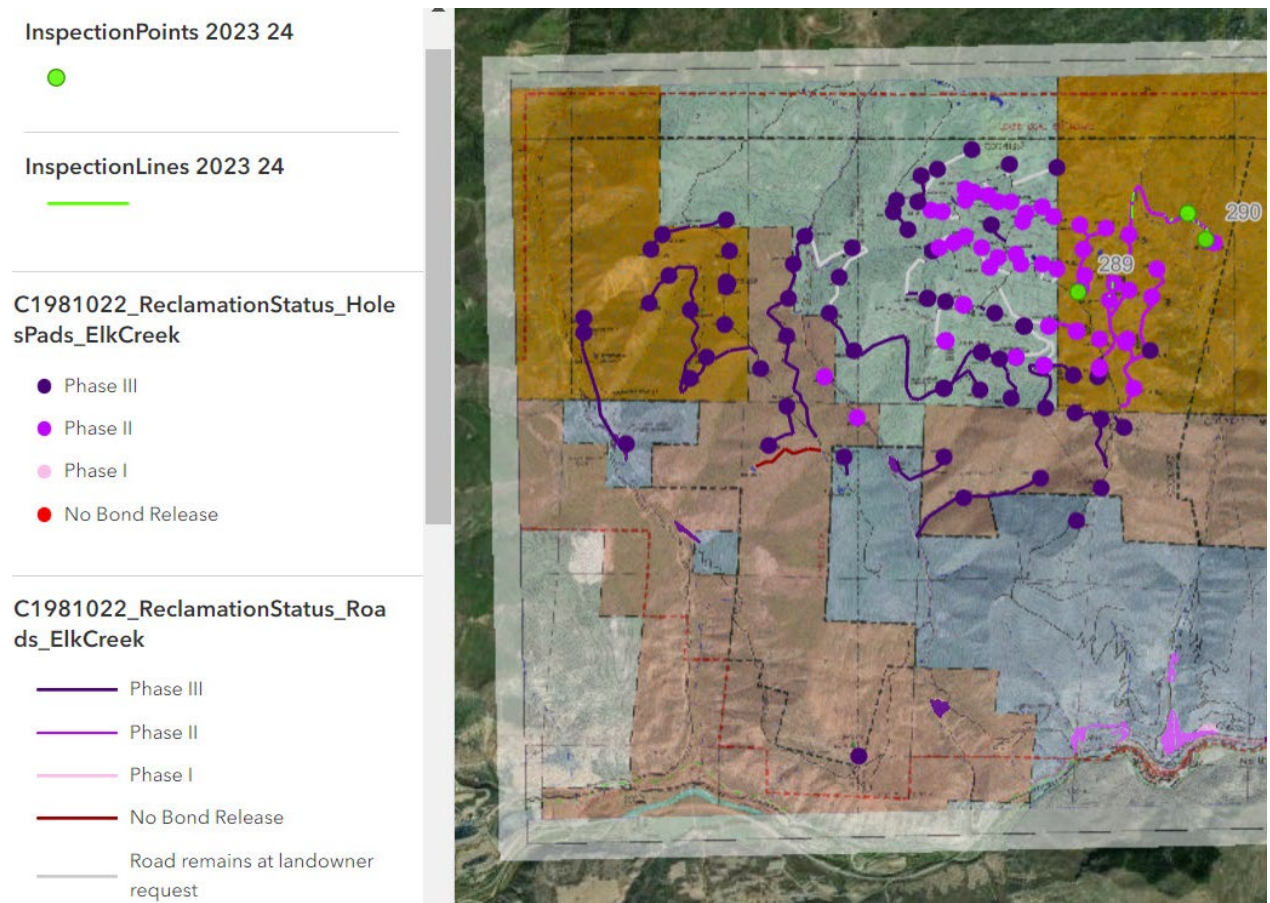 InspectionPoints 2023 24
InspectionLines 2023 24
C1981022_ReclamationStatus_Hole
sPads_ElkCreek
Phase III
Phase II
Phase I
No Bond Release
C1981022_ReclamationStatus_Roa
ds_ElkCreek
Phase III
Phase II
Phase I
No Bond Release
Road remains at landowner
request
290
289